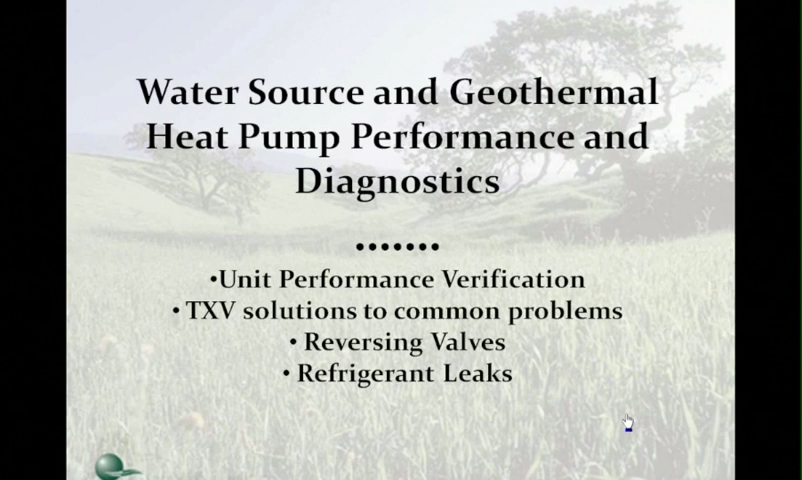 Water Source and Geothermal
Heat Pump Performance and
Diagnostics
•••••••
•Unit Performance Verification
• TXV solutions to common problems
• Reversing Valves
• Refrigerant Leaks